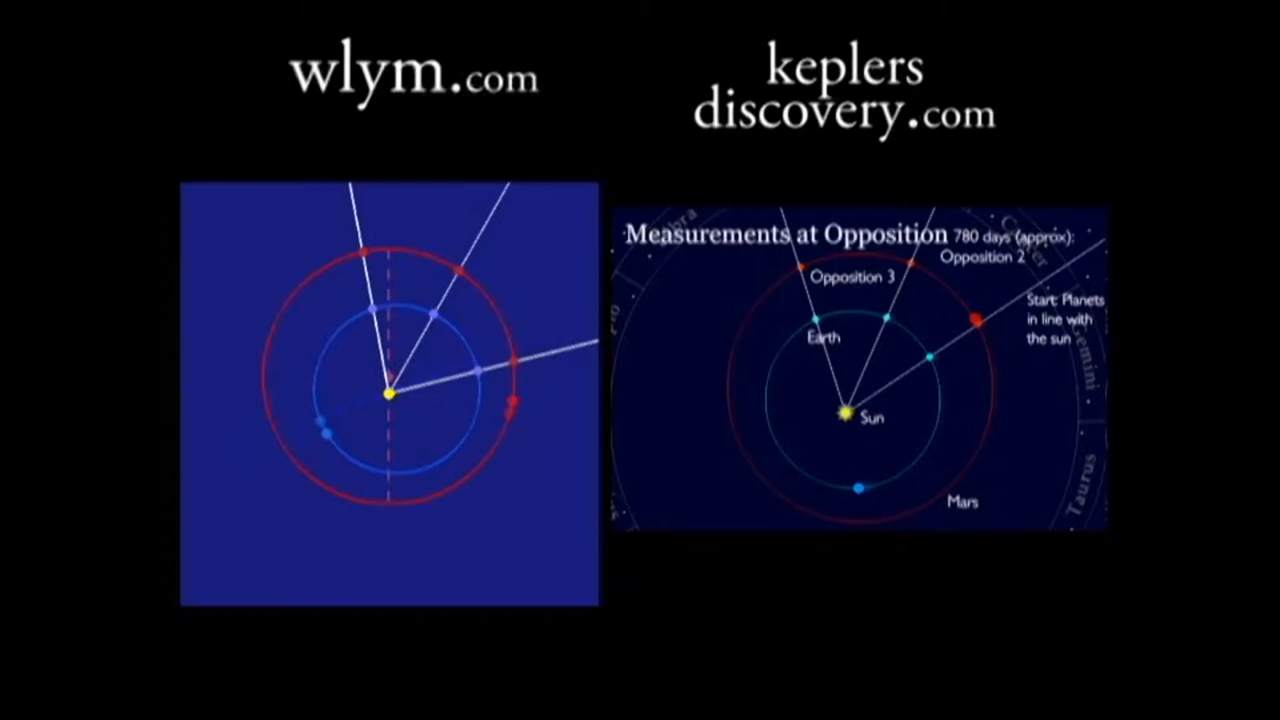 wlym.com
keplers
discovery.com
Measurements at Opposition 780 days (approx):
Opposition 2
Opposition 3
Start: Planets
in line with
the sun
Earth
Gemini
Sun
Taurus
Mars